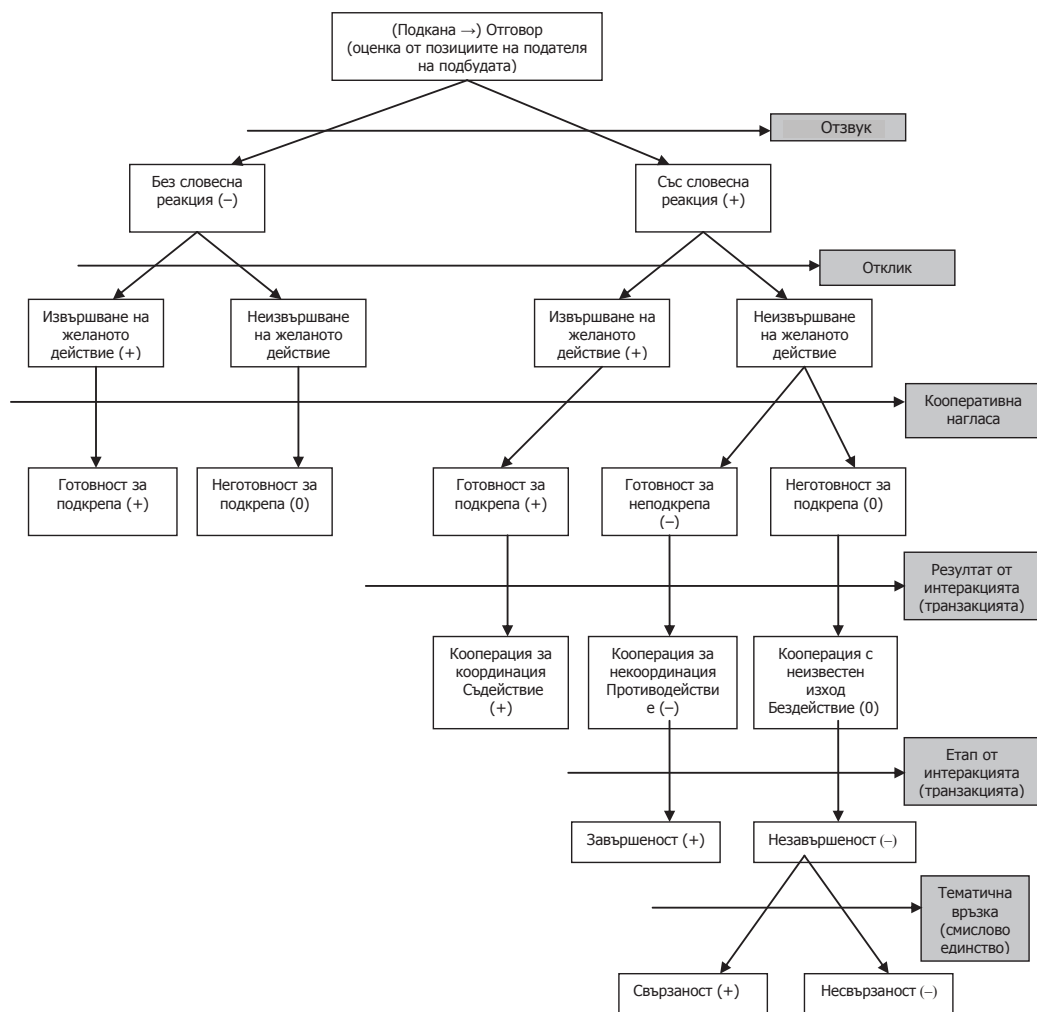 (Подкана →) Отговор
(оценка от позициите на подателя
на подбудата)
Отзвук
Без словесна
реакция (–)
Със словесна
реакция (+)
Отклик
Извършване на
желаното
действие (+)
Неизвършване
на желаното
действие
Извършване на
желаното
действие (+)
Неизвършване
на желаното
действие
Кооперативна
нагласа
Готовност за
подкрепа (+)
Неготовност за
подкрепа (0)
Готовност за
подкрепа (+)
Готовност за
неподкрепа
(–)
Неготовност за
подкрепа (0)
Резултат от
интеракцията
(транзакцията)
Кооперация за
координация
Съдействие
(+)
Кооперация за
некоординация
Противодействи
е (–)
Кооперация с
неизвестен
изход
Бездействие (0)
Етап от
интеракцията
(транзакцията)
Завършеност (+)
Незавършеност (–)
Тематична
връзка
(смислово
единство)
Свързаност (+)
Несвързаност (–)